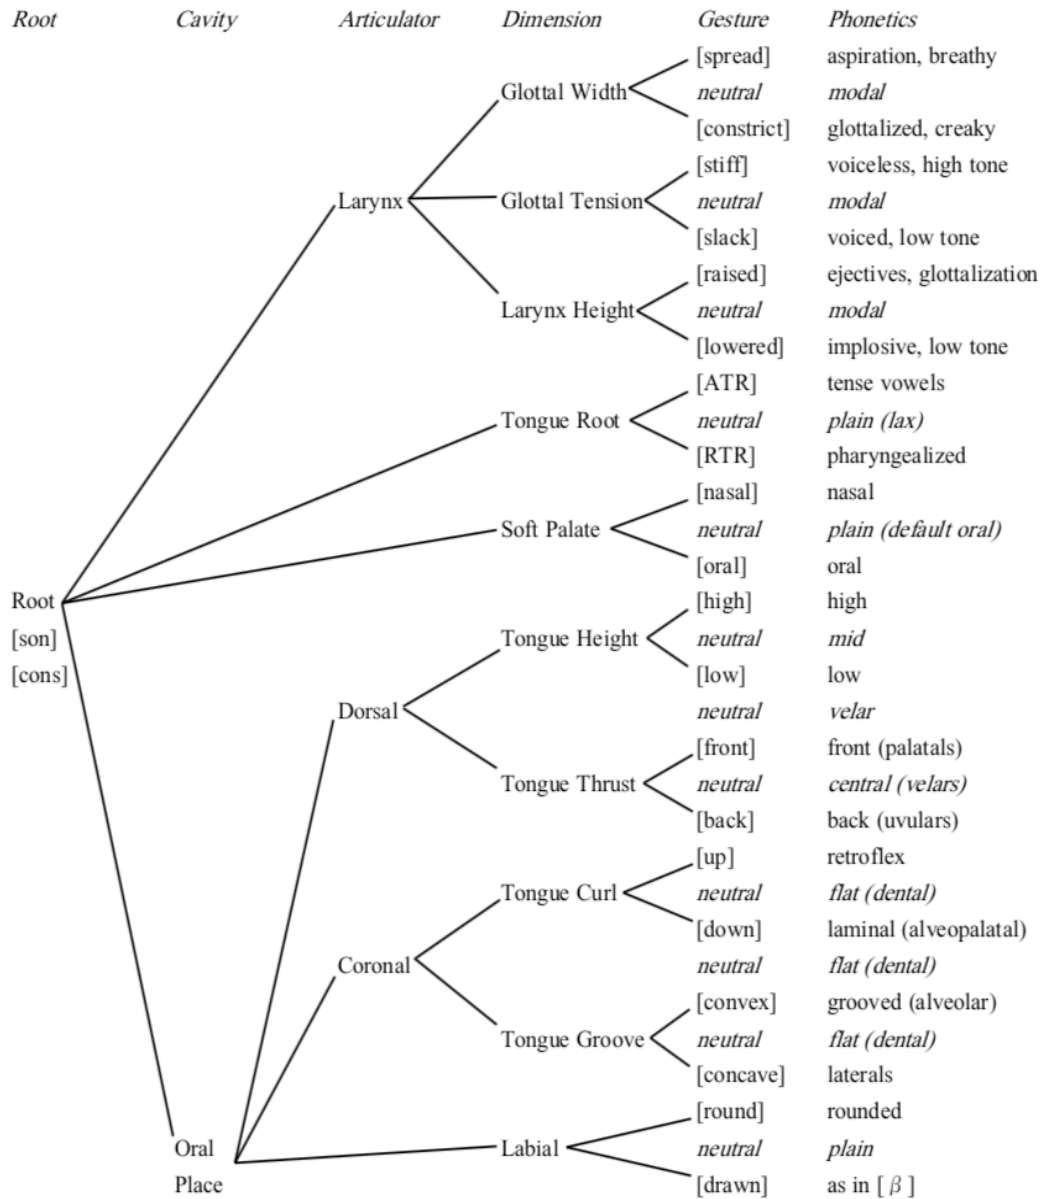 Root Cavity Articulator Dimension Gesture Phonetics
[spread] aspiration, breathy
Glottal Width neutral modal
[constrict] glottalized, creaky
[stiff] voiceless, high tone
Larynx Glottal Tension neutral modal
[slack] voiced, low tone
[raised] ejectives, glottalization
Larynx Height neutral modal
[lowered] implosive, low tone
[ATR] tense vowels
Tongue Root neutral plain (lax)
[RTR] pharyngealized
[nasal] nasal
Soft Palate neutral plain (default oral)
[oral] oral
Root [high] high
[son] Tongue Height neutral mid
[cons] [low] low
Dorsal neutral velar
[front] front (palatals)
Tongue Thrust neutral central (velars)
[back] back (uvulars)
[up] retroflex
Tongue Curl neutral flat (dental)
[down] laminal (alveopalatal)
Coronal neutral flat (dental)
[convex] grooved (alveolar)
Tongue Groove neutral flat (dental)
[concave] laterals
[round] rounded
Oral Labial neutral plain
Place [drawn] as in [ β ]